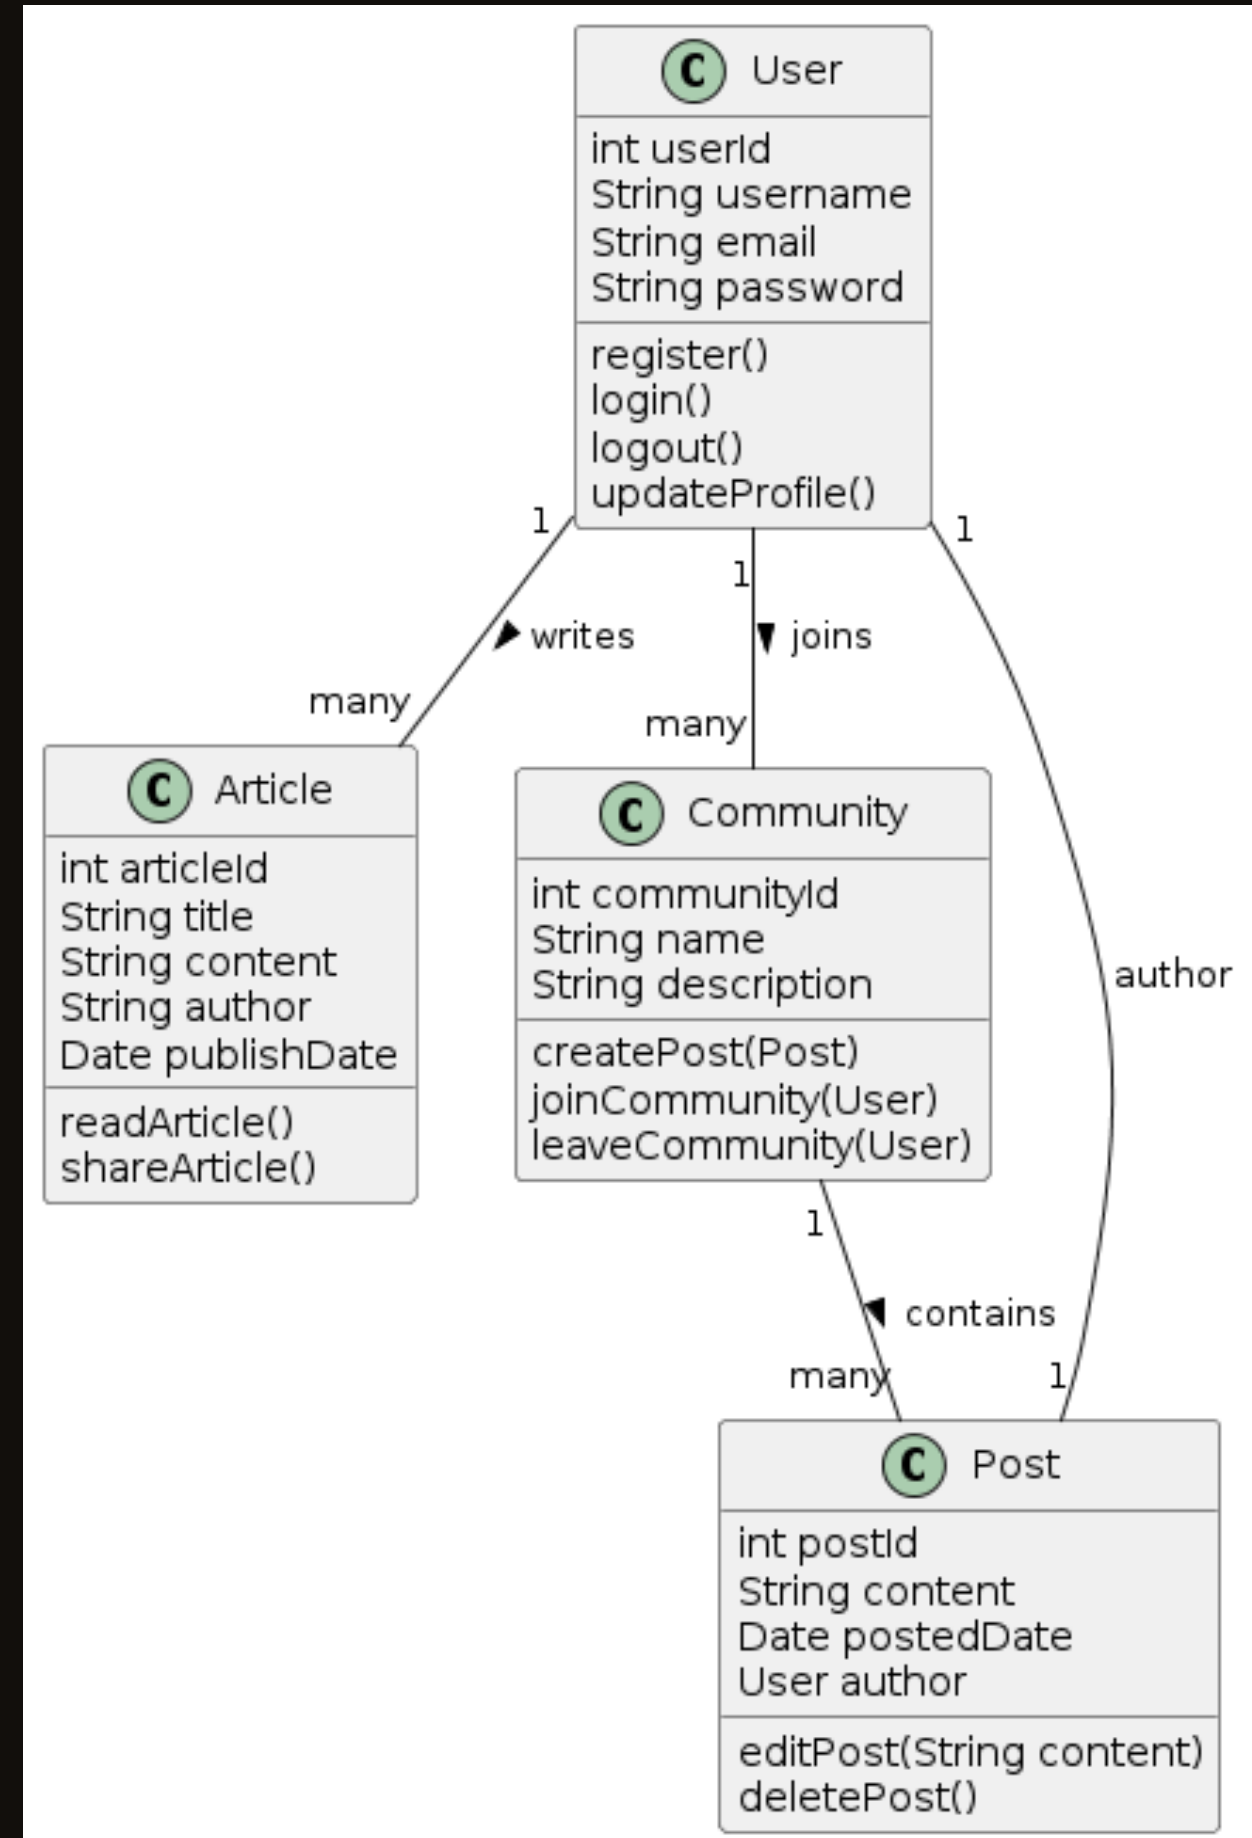 C User
int userId
String username
String email
String password
register()
login()
logout()
updateProfile()
1
1
1
writes
joins
many
many
C Article
int articleId
String title
String content
String author
Date publishDate
readArticle()
shareArticle()
C Community
int communityId
String name
String description
createPost(Post)
joinCommunity(User)
leaveCommunity(User)
author
1
contains
many
1
C Post
int postId
String content
Date postedDate
User author
editPost(String content)
deletePost()